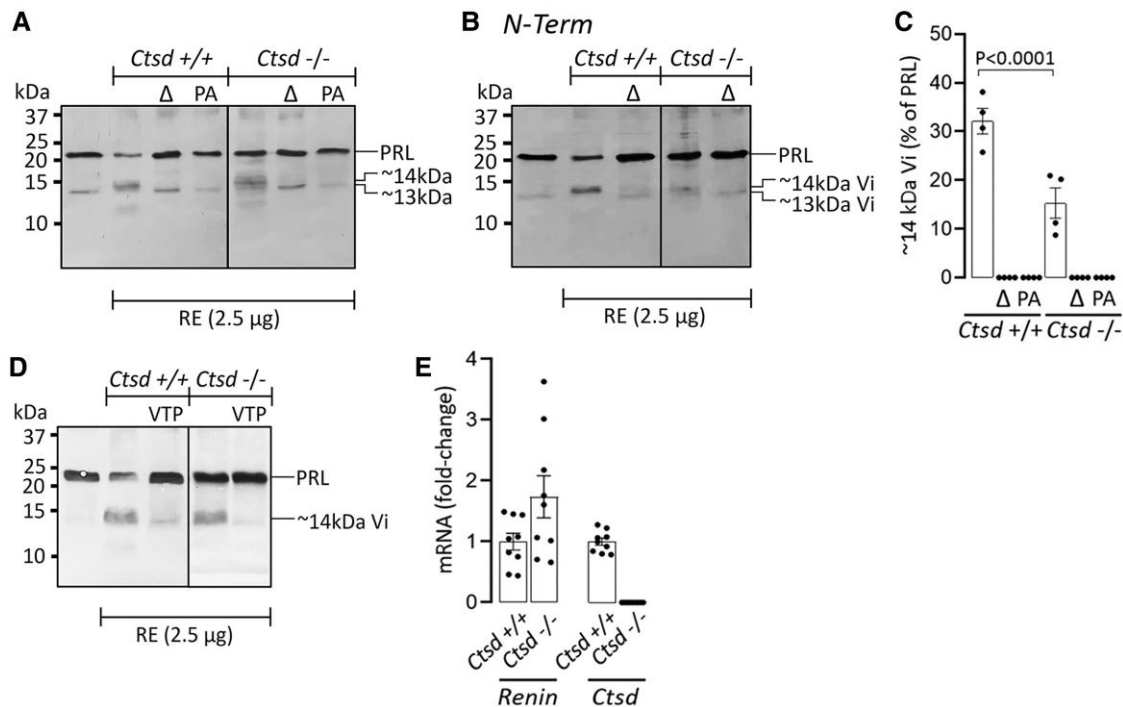 A
Ctsd +/+ Ctsd -/-
kDa Δ PA Δ PA
37
25
20
15
10
PRL
~14kDa
~13kDa
RE (2.5 µg)
B N-Term
Ctsd +/+ Ctsd -/-
kDa Δ Δ
37
25
20
15
10
PRL
~14kDa Vi
~13kDa Vi
RE (2.5 µg)
C
~14 kDa Vi (% of PRL)
50
40
30
20
10
0
P<0.0001
Δ PA Δ PA
Ctsd +/+ Ctsd -/-
D
Ctsd +/+ Ctsd -/-
kDa VTP VTP
37
25
20
15
10
PRL
~14kDa Vi
RE (2.5 µg)
E
mRNA (fold-change)
4
3
2
1
0
Ctsd +/+ Ctsd -/- Ctsd +/+ Ctsd -/-
Renin Ctsd